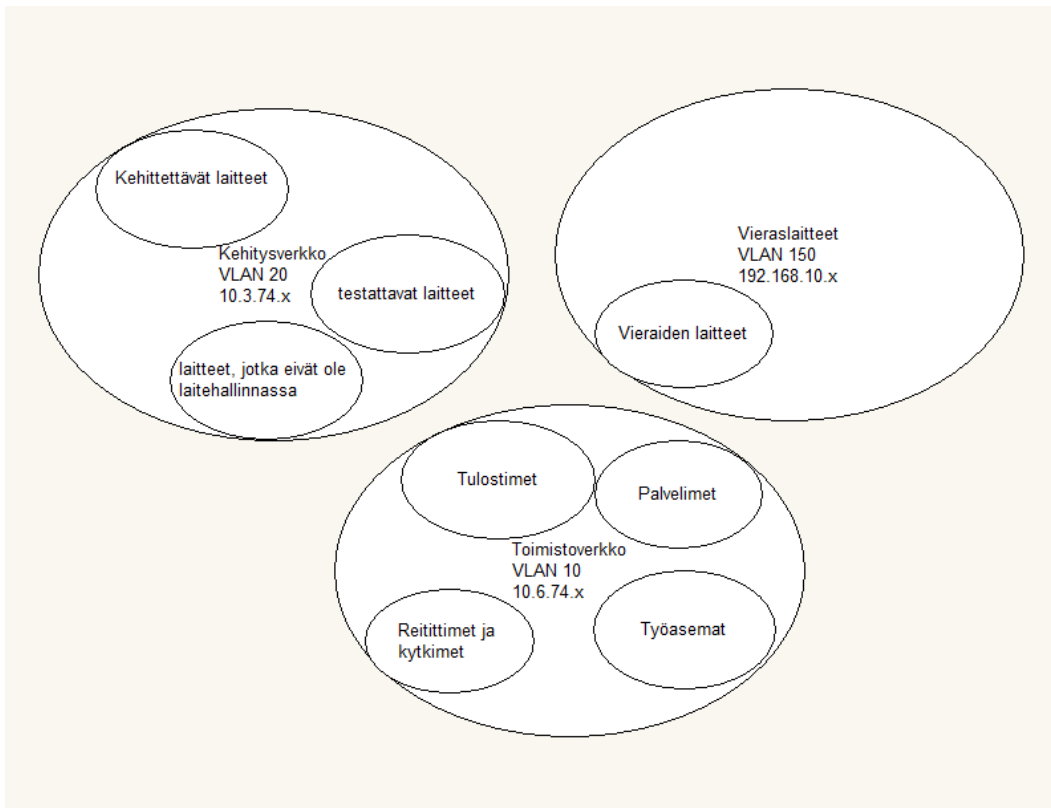 Kehittettävät laitteet
Kehitysverkko
VLAN 20
10.3.74.x
testattavat laitteet
laitteet, jotka eivät ole
laitehallinnassa
Vieraslaitteet
VLAN 150
192.168.10.x
Vieraiden laitteet
Tulostimet
Palvelimet
Toimistoverkko
VLAN 10
10.6.74.x
Reitittimet ja
kytkimet
Työasemat